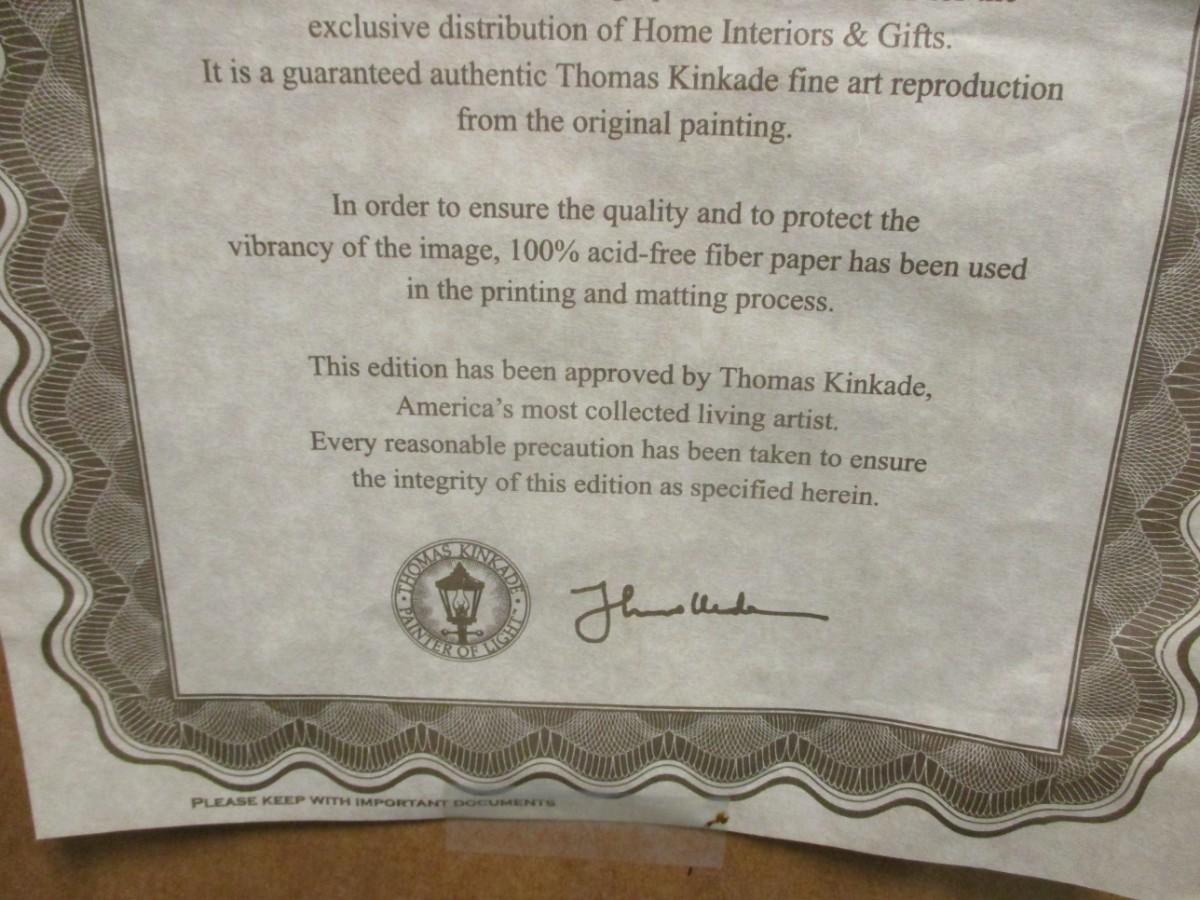 exclusive distribution of Home Interiors & Gifts.
It is a guaranteed authentic Thomas Kinkade fine art reproduction
from the original painting.
In order to ensure the quality and to protect the
vibrancy of the image, 100% acid-free fiber paper has been used
in the printing and matting process.
This edition has been approved by Thomas Kinkade,
America's most collected living artist.
Every reasonable precaution has been taken to ensure
the integrity of this edition as specified herein.
THOMAS KINKADE
PAINTER OF LIGHT
PLEASE KEEP WITH IMPORTANT DOCUMENTS